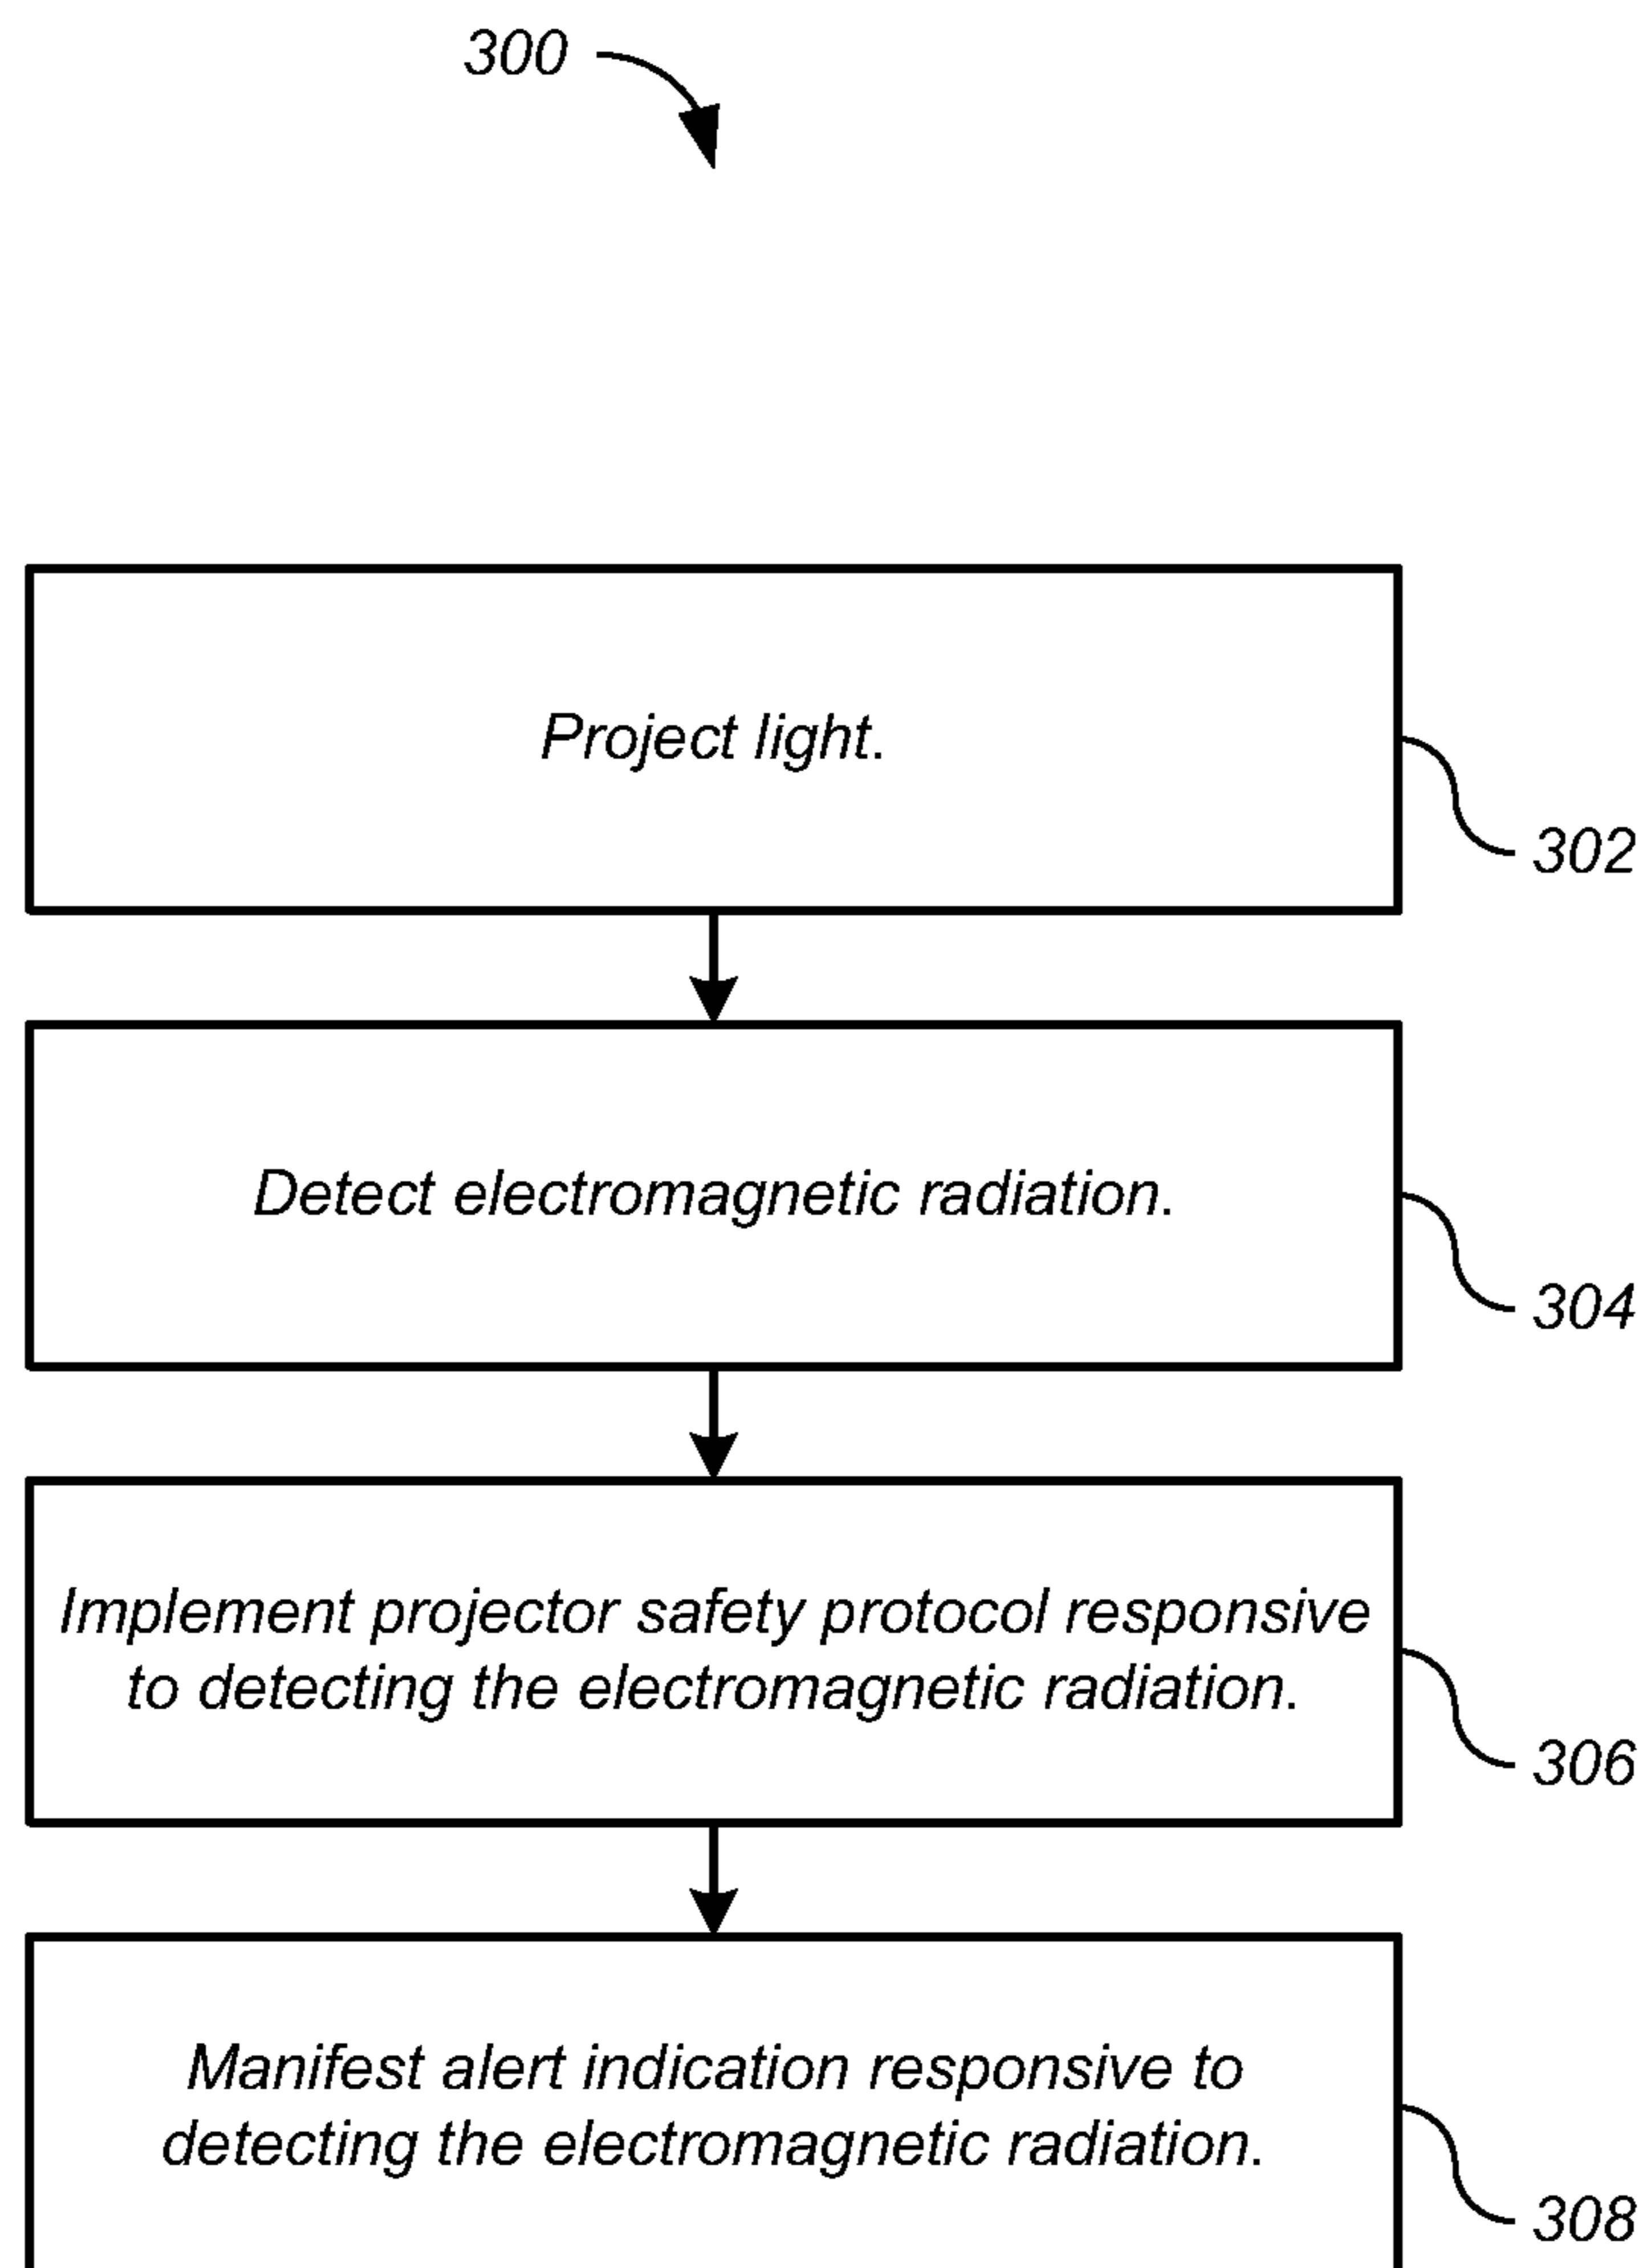 300
Project light.
302
Detect electromagnetic radiation.
304
Implement projector safety protocol responsive
to detecting the electromagnetic radiation.
306
Manifest alert indication responsive to
detecting the electromagnetic radiation.
308